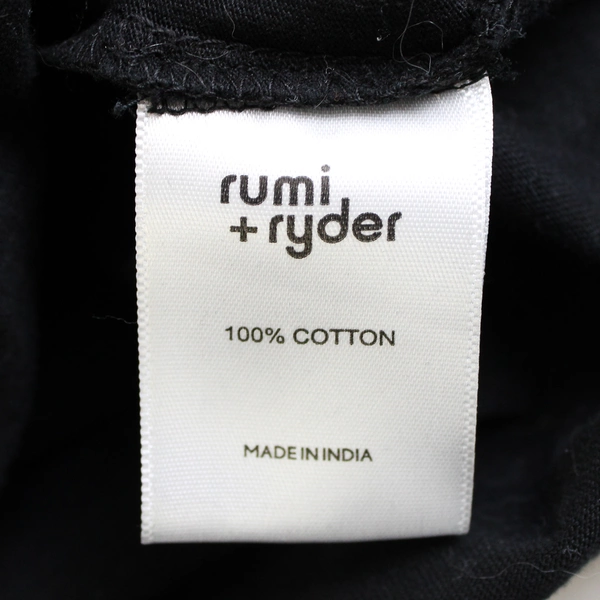 rumi
+ ryder
100% COTTON
MADE IN INDIA